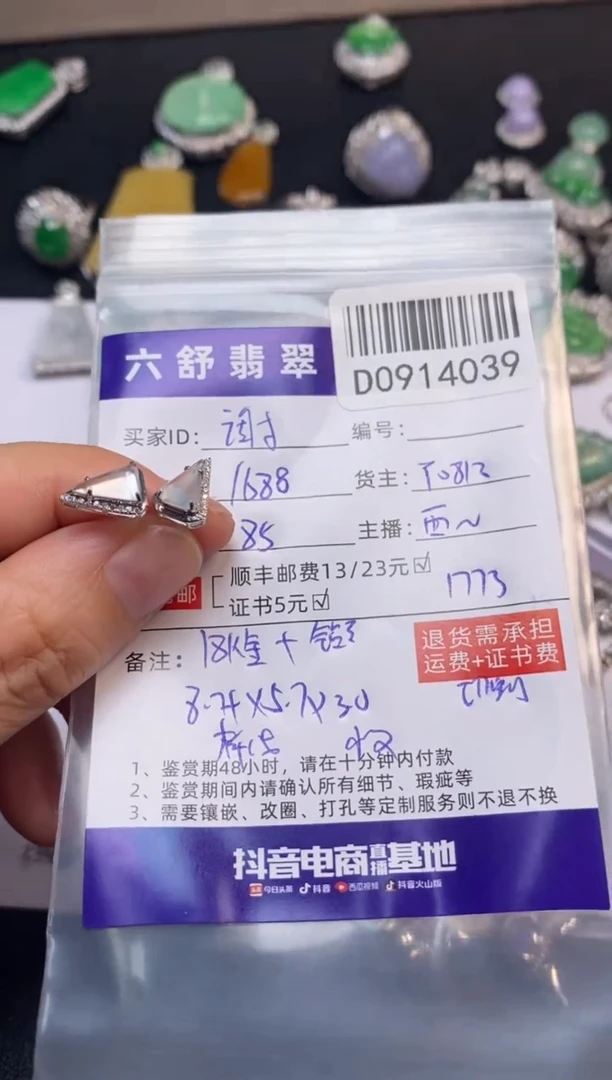 六舒翡翠
D0914039
买家ID: 编号:
1688 货主:
85 主播: 西~
顺丰邮费13/23元☑
证书5元☑ 1773
邮
备注: 18K金+钻
退货需承担
运费+证书费
8.7 X5.7X30
1、鉴赏期48小时，请在十分钟内付款
2、鉴赏期间内请确认所有细节、瑕疵等
3、需要镶嵌、改圈、打孔等定制服务则不退不换
抖音电商直播基地
今日头条 抖音 西瓜视频 抖音火山版